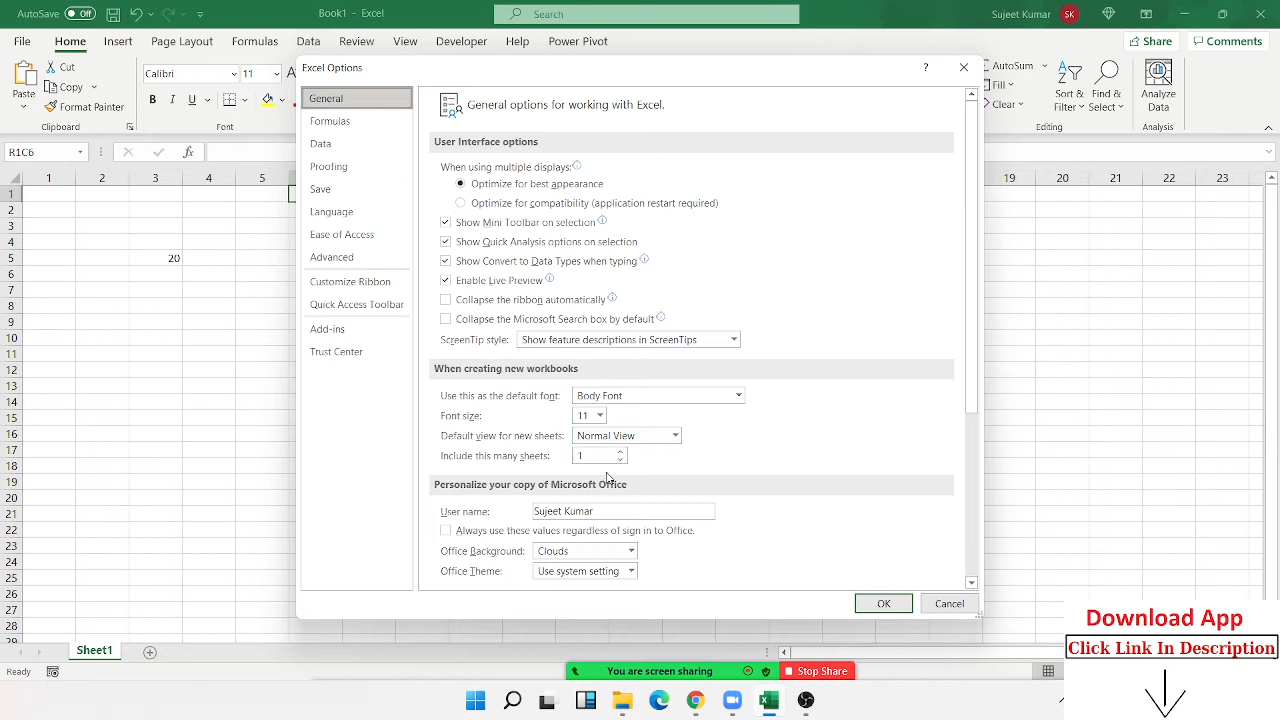 AutoSave Off Book1 - Excel Search Sujeet Kumar SK
File Home Insert Page Layout Formulas Data Review View Developer Help Power Pivot Share Comments
Paste Cut Copy Format Painter Clipboard
Calibri 11 B I U Font
AutoSum Fill Clear Sort & Filter Find & Select Editing
Analyze Data Analysis
R1C6 fx
1 2 3 4 5 19 20 21 22 23
1
2
3
4
5 20
6
7
8
9
10
11
12
13
14
15
16
17
18
19
20
21
22
23
24
25
26
27
28
29
Excel Options ?
General
Formulas
Data
Proofing
Save
Language
Ease of Access
Advanced
Customize Ribbon
Quick Access Toolbar
Add-ins
Trust Center
General options for working with Excel.
User Interface options
When using multiple displays:
Optimize for best appearance
Optimize for compatibility (application restart required)
Show Mini Toolbar on selection
Show Quick Analysis options on selection
Show Convert to Data Types when typing
Enable Live Preview
Collapse the ribbon automatically
Collapse the Microsoft Search box by default
ScreenTip style: Show feature descriptions in ScreenTips
When creating new workbooks
Use this as the default font: Body Font
Font size: 11
Default view for new sheets: Normal View
Include this many sheets: 1
Personalize your copy of Microsoft Office
User name: Sujeet Kumar
Always use these values regardless of sign in to Office.
Office Background: Clouds
Office Theme: Use system setting
OK Cancel
Sheet1
Ready
You are screen sharing Stop Share
Download App
Click Link In Description